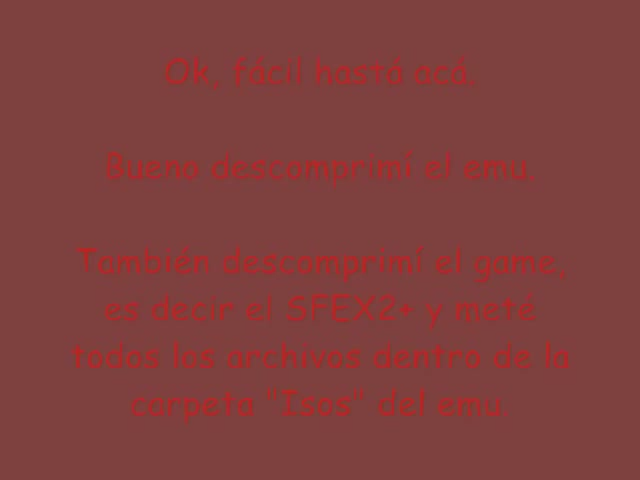 Ok, fácil hastá acá.
Bueno descomprimí el emu.
También descomprimí el game,
es decir el SFEX2+ y meté
todos los archivos dentro de la
carpeta "Isos" del emu.